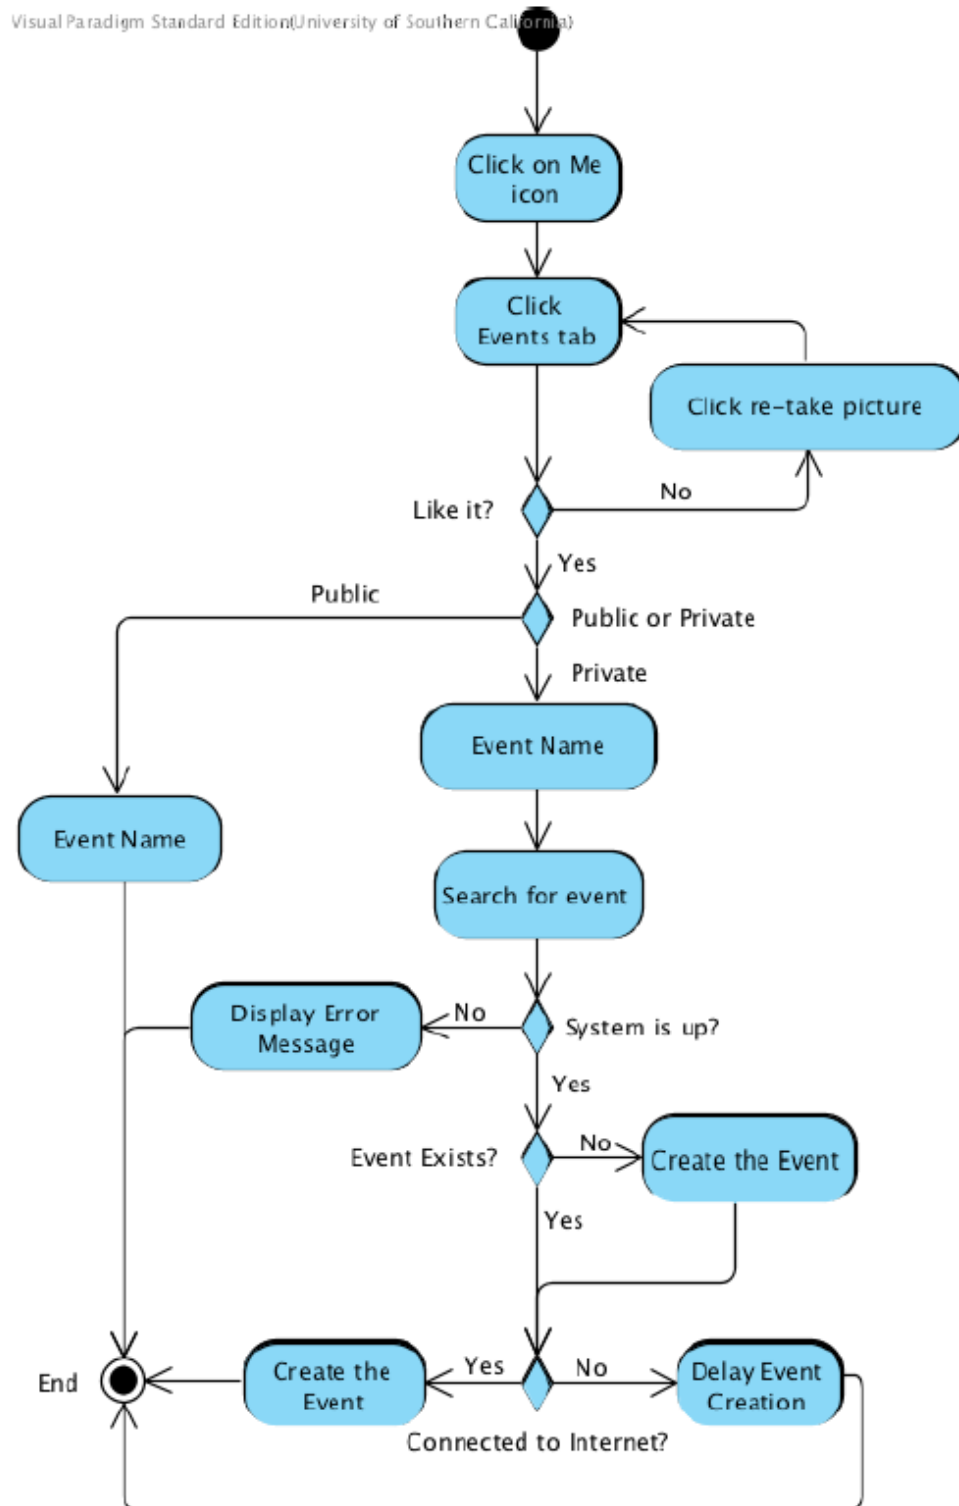 Visual Paradigm Standard Edition(University of Southern California)
Click on Me
icon
Click
Events tab
Click re-take picture
Like it?
No
Yes
Public
Public or Private
Private
Event Name
Event Name
Search for event
Display Error
Message
No
System is up?
Yes
Event Exists?
No
Create the Event
Yes
End
Create the
Event
Yes
No
Delay Event
Creation
Connected to Internet?